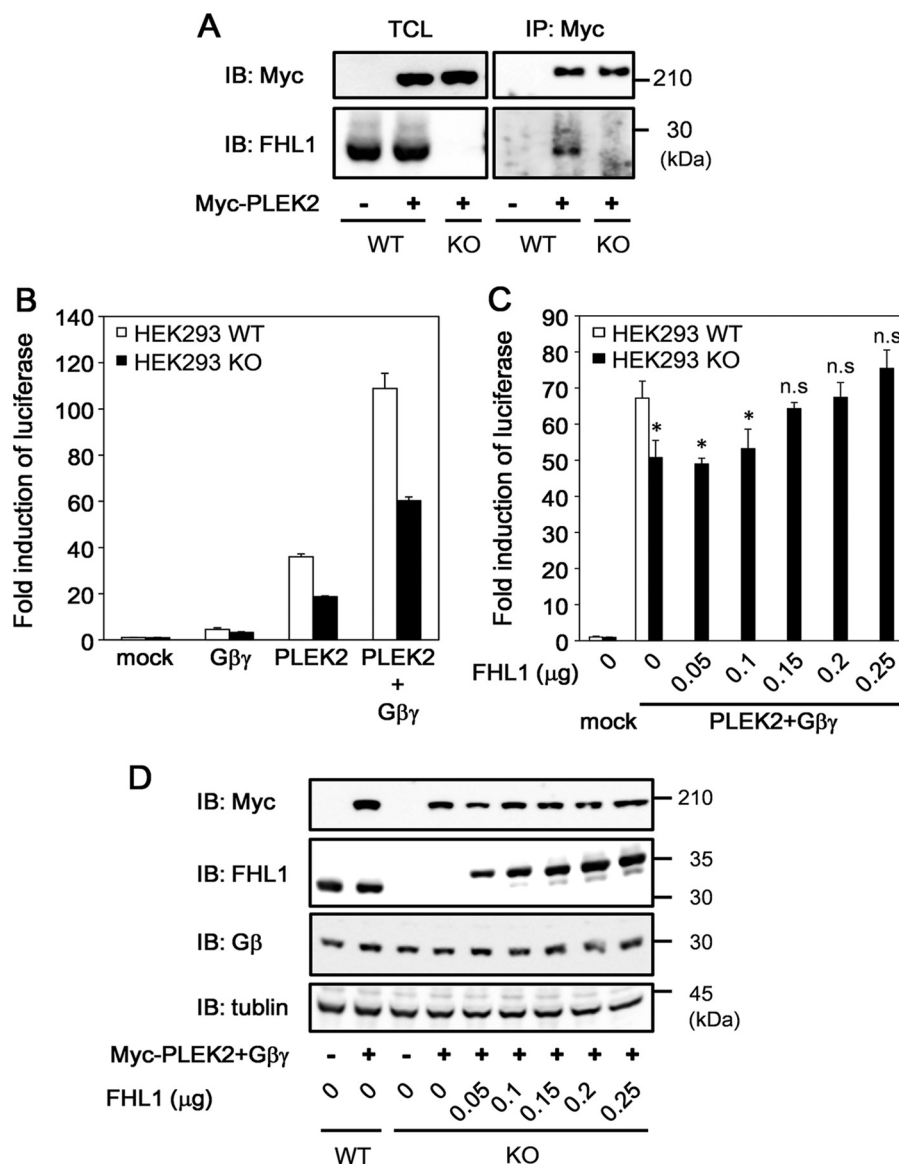 A
TCL IP: Myc
IB: Myc
210
IB: FHL1
30
(kDa)
Myc-PLEK2 - + + - + +
WT KO WT KO
B
Fold induction of luciferase
140
120
100
80
60
40
20
0
HEK293 WT
HEK293 KO
mock Gβγ PLEK2 PLEK2
+
Gβγ
C
Fold induction of luciferase
90
80
70
60
50
40
30
20
10
0
HEK293 WT
HEK293 KO
* * * n.s n.s n.s
FHL1 (μg) 0 0 0.05 0.1 0.15 0.2 0.25
mock PLEK2+Gβγ
D
IB: Myc
210
IB: FHL1
35
30
IB: Gβ
30
IB: tublin
45
(kDa)
Myc-PLEK2+Gβγ - + - + + + + + +
FHL1 (μg) 0 0 0 0 0.05 0.1 0.15 0.2 0.25
WT KO